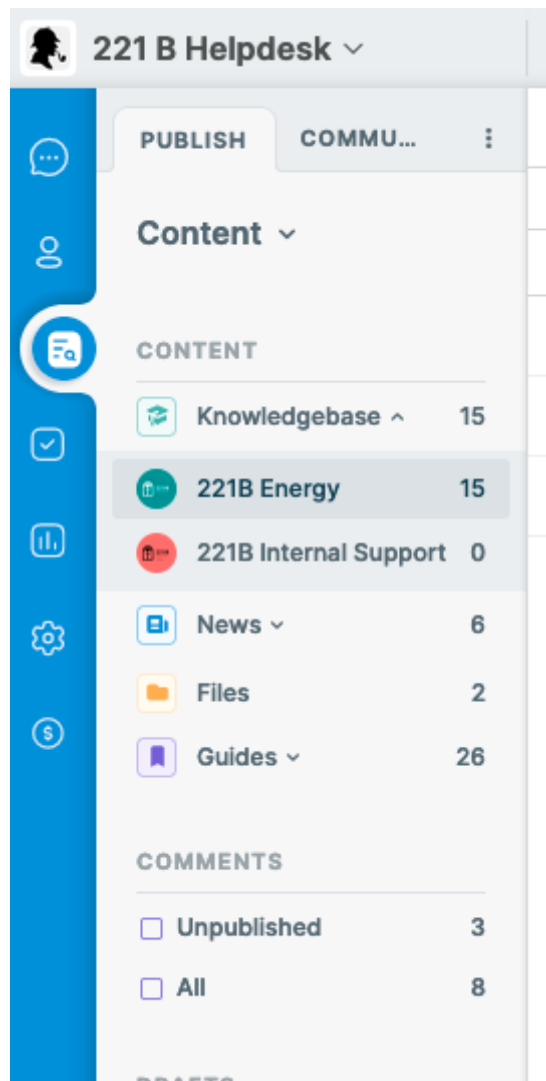 221 B Helpdesk
PUBLISH COMMU...
Content
CONTENT
Knowledgebase 15
221B Energy 15
221B Internal Support 0
News 6
Files 2
Guides 26
COMMENTS
Unpublished 3
All 8
DRAFTS